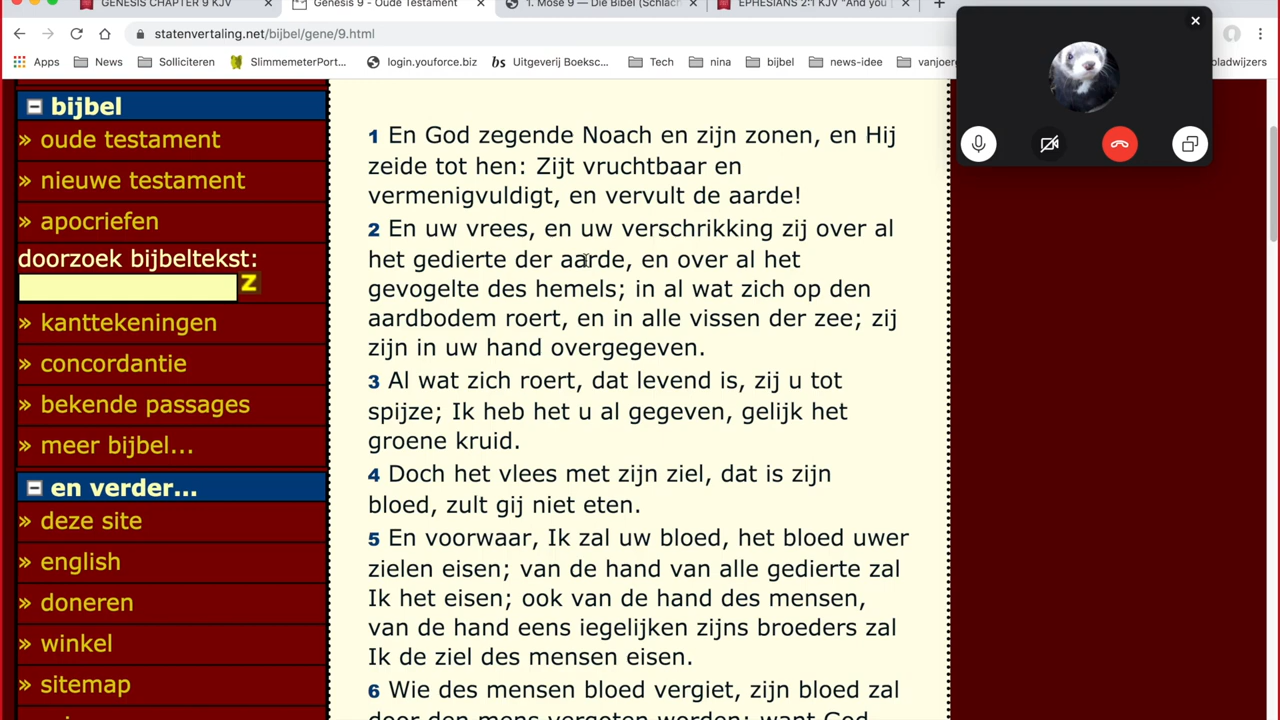 GENESIS CHAPTER 9 KJV
Genesis 9 - Oude Testament
1. Mose 9 — Die Bibel (Schlach
EPHESIANS 2:1 KJV "And you
statenvertaling.net/bijbel/gene/9.html
Apps News Solliciteren SlimmemeterPort... login.youforce.biz bs Uitgeverij Boeksc... Tech nina bijbel news-idee vanjoerg oladwijzers
bijbel
» oude testament
» nieuwe testament
» apocriefen
doorzoek bijbeltekst:
Z
» kanttekeningen
» concordantie
» bekende passages
» meer bijbel...
en verder...
» deze site
» english
» doneren
» winkel
» sitemap
1 En God zegende Noach en zijn zonen, en Hij
zeide tot hen: Zijt vruchtbaar en
vermenigvuldigt, en vervult de aarde!
2 En uw vrees, en uw verschrikking zij over al
het gedierte der aarde, en over al het
gevogelte des hemels; in al wat zich op den
aardbodem roert, en in alle vissen der zee; zij
zijn in uw hand overgegeven.
3 Al wat zich roert, dat levend is, zij u tot
spijze; Ik heb het u al gegeven, gelijk het
groene kruid.
4 Doch het vlees met zijn ziel, dat is zijn
bloed, zult gij niet eten.
5 En voorwaar, Ik zal uw bloed, het bloed uwer
zielen eisen; van de hand van alle gedierte zal
Ik het eisen; ook van de hand des mensen,
van de hand eens iegelijken zijns broeders zal
Ik de ziel des mensen eisen.
6 Wie des mensen bloed vergiet, zijn bloed zal
door den mens vergoten worden; want God